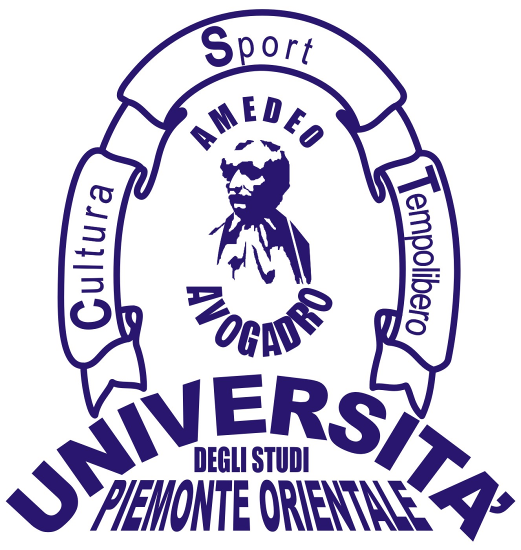 Sport
Cultura
Tempolibero
AMEDEO
AVOGADRO
UNIVERSITA'
DEGLI STUDI
PIEMONTE ORIENTALE